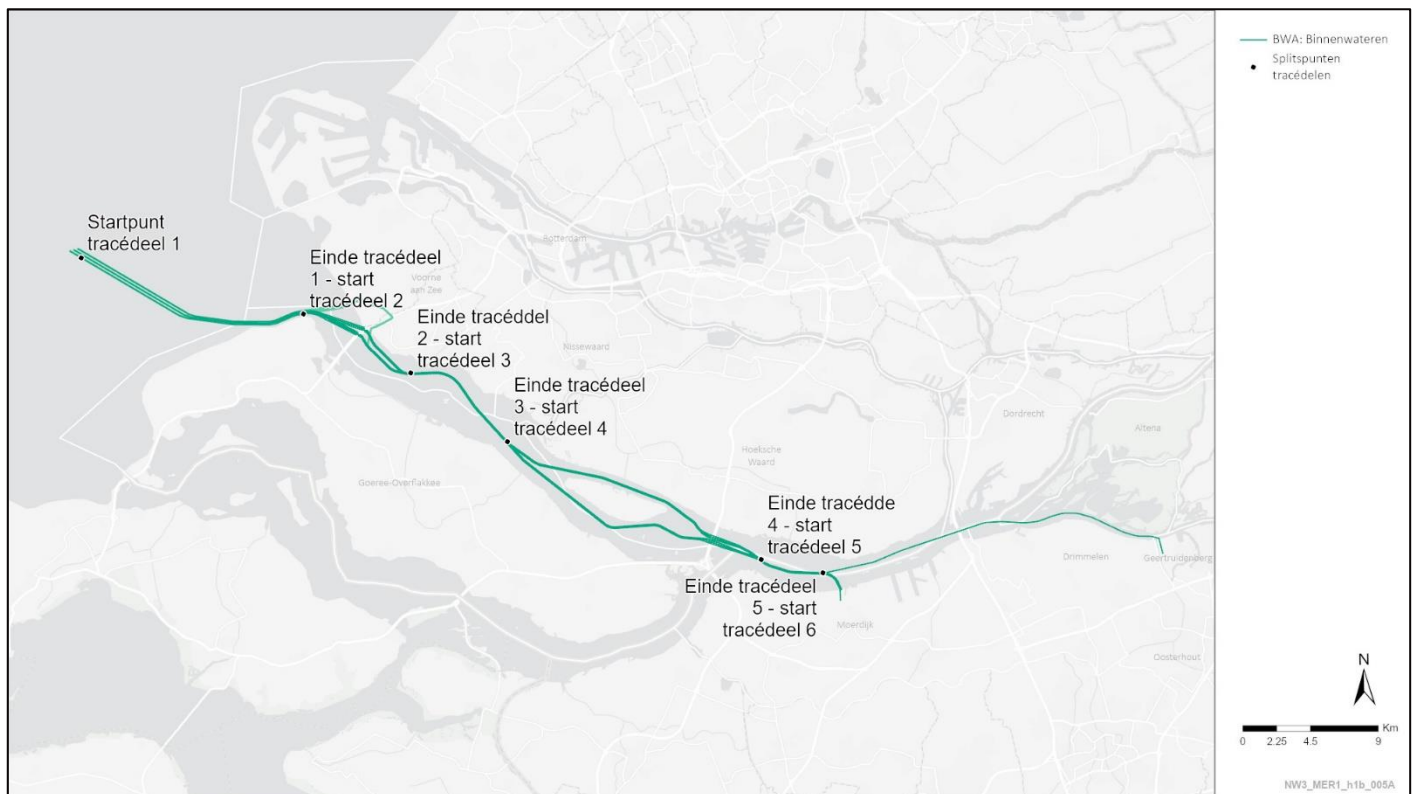 Startpunt
tracédeel 1
Einde tracédeel
1 - start
tracédeel 2
Voorne
aan Zee
Rotterdam
Einde tracéddel
2 - start
tracédeel 3
Nissewaard
Einde tracédeel
3 - start
tracédeel 4
Goeree-Overflakkee
Hoeksche
Waard
Dordrecht
Altena
Einde tracédde
4 - start
tracédeel 5
Drimmelen
Geertruidenberg
Einde tracédeel
5 - start
tracédeel 6
Moerdijk
Oosterhout
BWA: Binnenwateren
Splitspunten
tracédelen
N
Km
0 2.25 4.5 9
NW3_MER1_h1b_005A